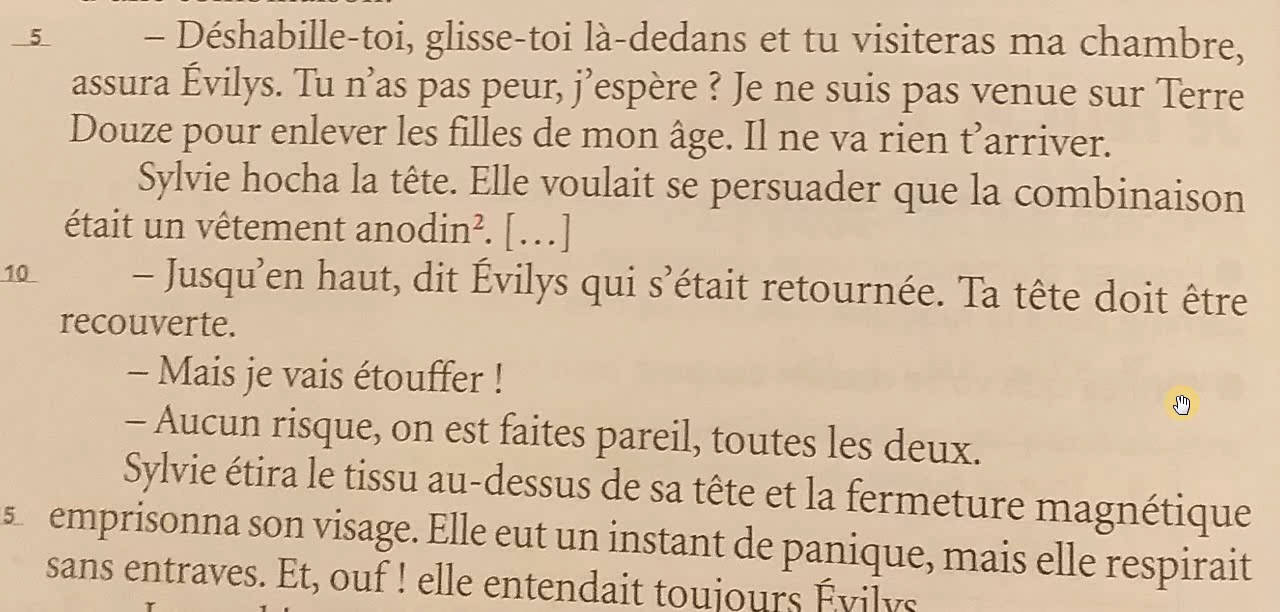 5 – Déshabille-toi, glisse-toi là-dedans et tu visiteras ma chambre,
assura Évilys. Tu n’as pas peur, j’espère ? Je ne suis pas venue sur Terre
Douze pour enlever les filles de mon âge. Il ne va rien t’arriver.
Sylvie hocha la tête. Elle voulait se persuader que la combinaison
était un vêtement anodin². […]
10 – Jusqu’en haut, dit Évilys qui s’était retournée. Ta tête doit être
recouverte.
– Mais je vais étouffer !
– Aucun risque, on est faites pareil, toutes les deux.
Sylvie étira le tissu au-dessus de sa tête et la fermeture magnétique
5 emprisonna son visage. Elle eut un instant de panique, mais elle respirait
sans entraves. Et, ouf ! elle entendait toujours Évilys